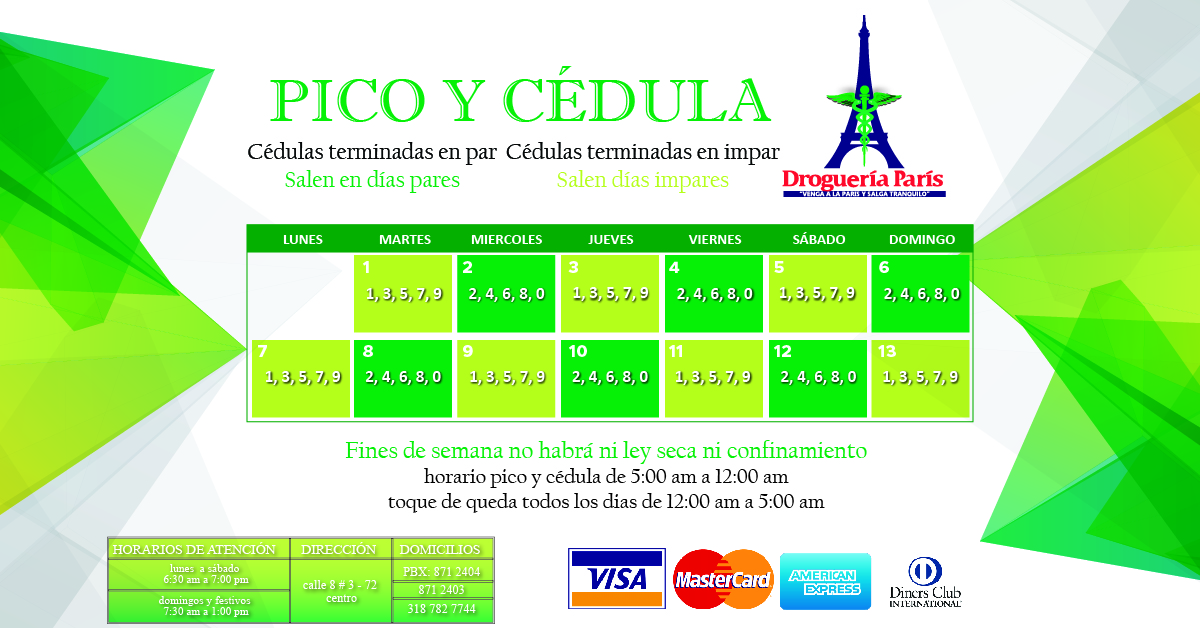 PICO Y CÉDULA
Cédulas terminadas en par Cédulas terminadas en impar
Salen en días pares Salen días impares
Droguería París
"VENGA A LA PARIS Y SALGA TRANQUILO"
LUNES MARTES MIERCOLES JUEVES VIERNES SÁBADO DOMINGO
1 2 3 4 5 6
1, 3, 5, 7, 9 2, 4, 6, 8, 0 1, 3, 5, 7, 9 2, 4, 6, 8, 0 1, 3, 5, 7, 9 2, 4, 6, 8, 0
7 8 9 10 11 12 13
1, 3, 5, 7, 9 2, 4, 6, 8, 0 1, 3, 5, 7, 9 2, 4, 6, 8, 0 1, 3, 5, 7, 9 2, 4, 6, 8, 0 1, 3, 5, 7, 9
Fines de semana no habrá ni ley seca ni confinamiento
horario pico y cédula de 5:00 am a 12:00 am
toque de queda todos los dias de 12:00 am a 5:00 am
HORARIOS DE ATENCIÓN DIRECCIÓN DOMICILIOS
lunes a sábado
6:30 am a 7:00 pm
domingos y festivos
7:30 am a 1:00 pm
calle 8 # 3 - 72
centro
PBX: 871 2404
871 2403
318 782 7744
VISA
MasterCard
AMERICAN
EXPRESS
Diners Club
INTERNATIONAL